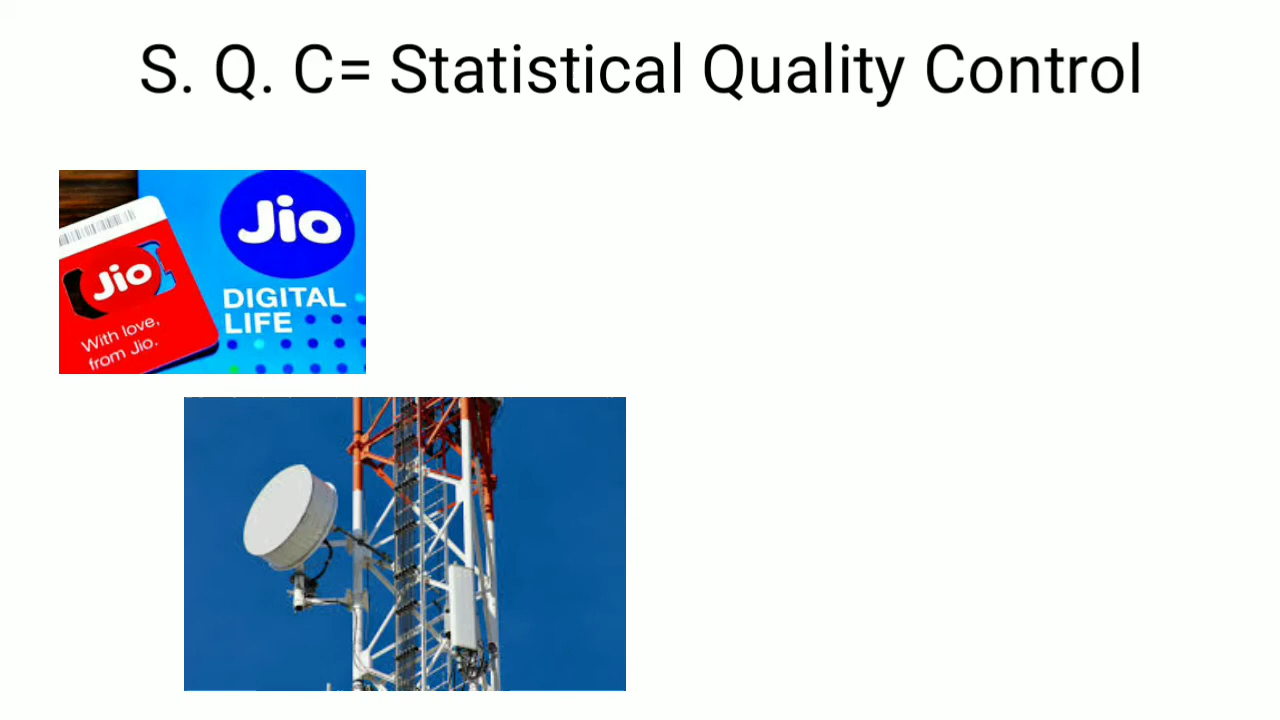 S. Q. C= Statistical Quality Control
Jio
Jio
DIGITAL
LIFE
With love,
from Jio.